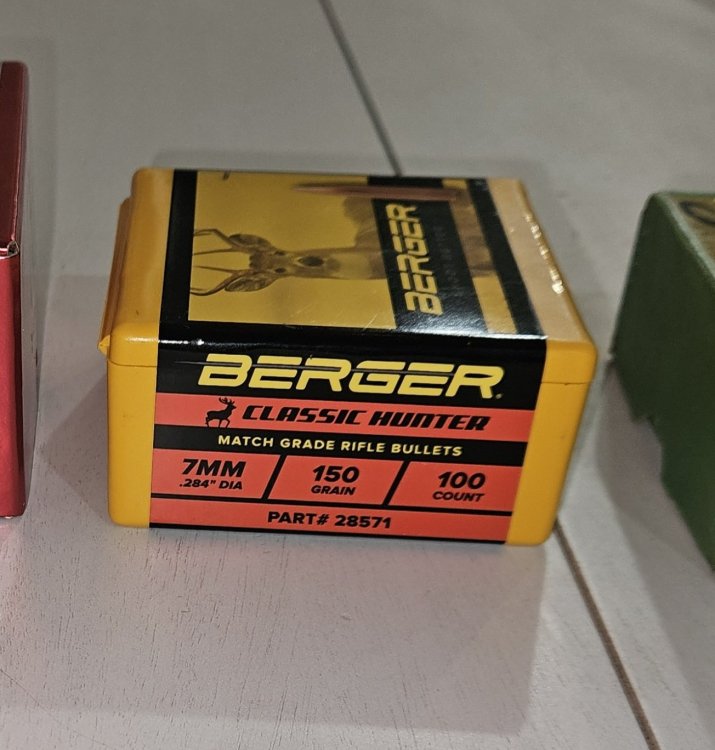 BERGER
BERGER
CLASSIC HUNTER
MATCH GRADE RIFLE BULLETS
7MM
.284" DIA
150
GRAIN
100
COUNT
PART# 28571